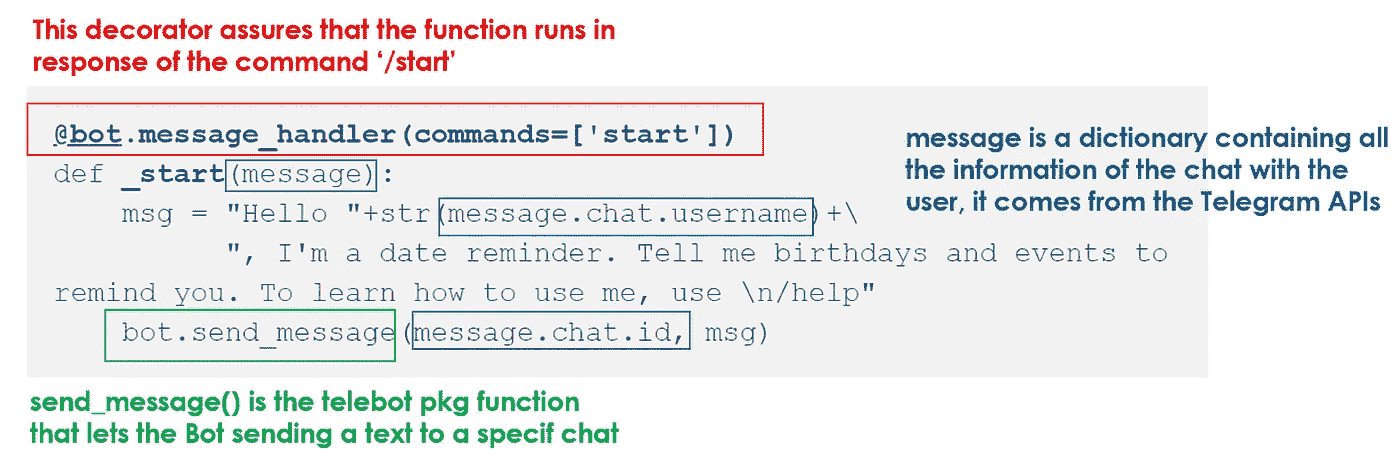 This decorator assures that the function runs in
response of the command ‘/start’
@bot.message_handler(commands=['start'])
def _start(message):
msg = "Hello "+str(message.chat.username)+\
", I'm a date reminder. Tell me birthdays and events to
remind you. To learn how to use me, use \n/help"
bot.send_message(message.chat.id, msg)
message is a dictionary containing all
the information of the chat with the
user, it comes from the Telegram APIs
send_message() is the telebot pkg function
that lets the Bot sending a text to a specif chat